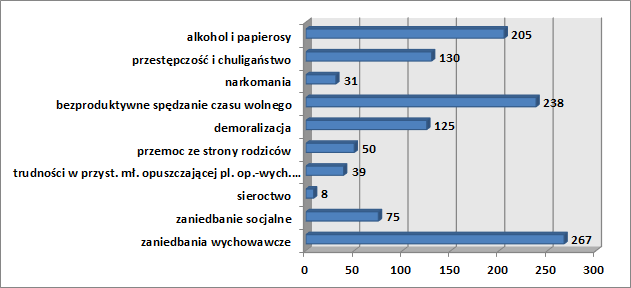 alkohol i papierosy 205
przestępczość i chuligaństwo 130
narkomania 31
bezproduktywne spędzanie czasu wolnego 238
demoralizacja 125
przemoc ze strony rodziców 50
trudności w przyst. mł. opuszczającej pl. op.-wych.... 39
sieroctwo 8
zaniedbanie socjalne 75
zaniedbania wychowawcze 267
0 50 100 150 200 250 300